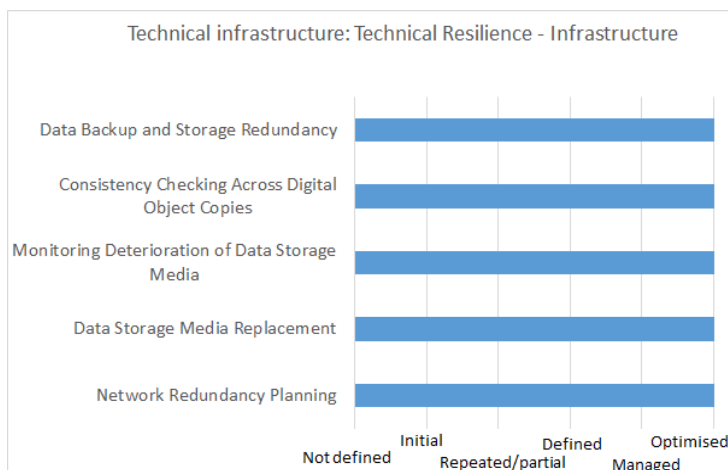 Technical infrastructure: Technical Resilience - Infrastructure
Data Backup and Storage Redundancy
Consistency Checking Across Digital
Object Copies
Monitoring Deterioration of Data Storage
Media
Data Storage Media Replacement
Network Redundancy Planning
Not defined
Initial
Repeated/partial
Defined
Managed
Optimised